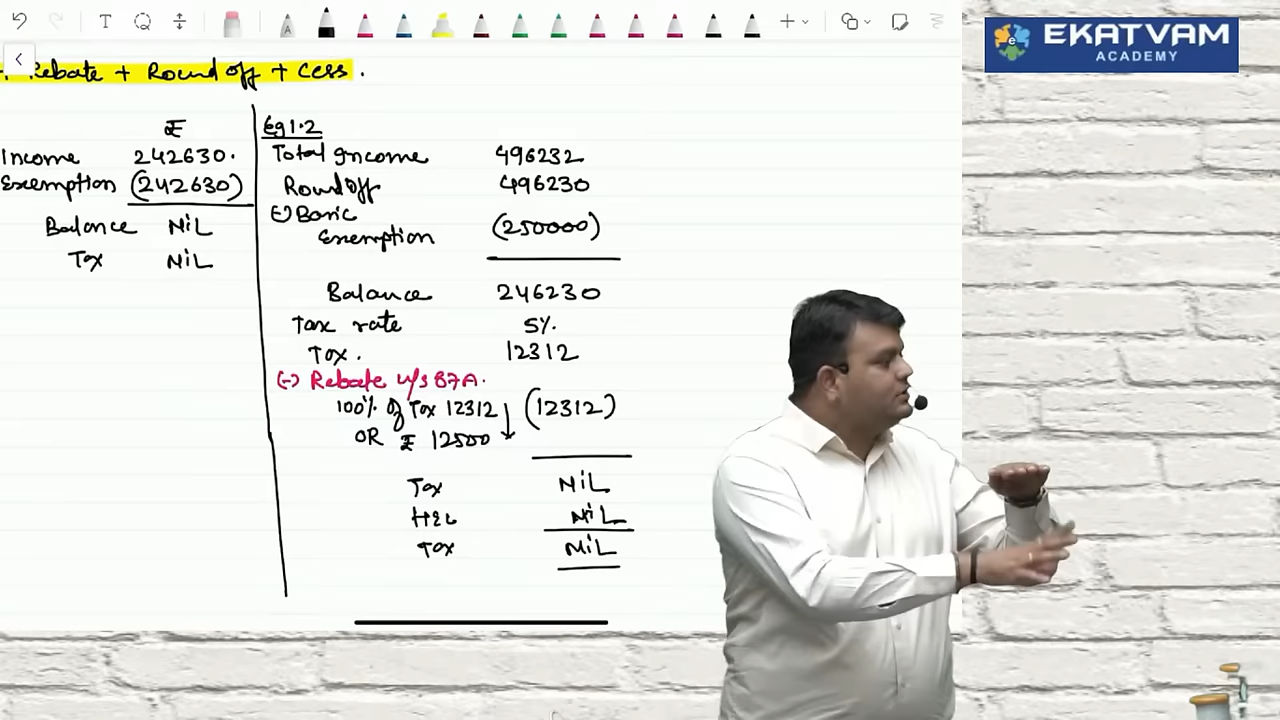 Rebate + Round off + Cess.
₹
Income 242630.
Exemption (242630)
Balance NiL
Tax NiL
Eg 1.2
Total Income 496232
Round off 496230
(-) Basic
Exemption (250000)
Balance 246230
Tax rate 5%.
Tax. 12312
(-) Rebate u/s 87A.
100% of Tax 12312 ↓ (12312)
OR ₹ 12500
Tax NiL
H&C NiL
Tax NiL
EKATVAM
ACADEMY